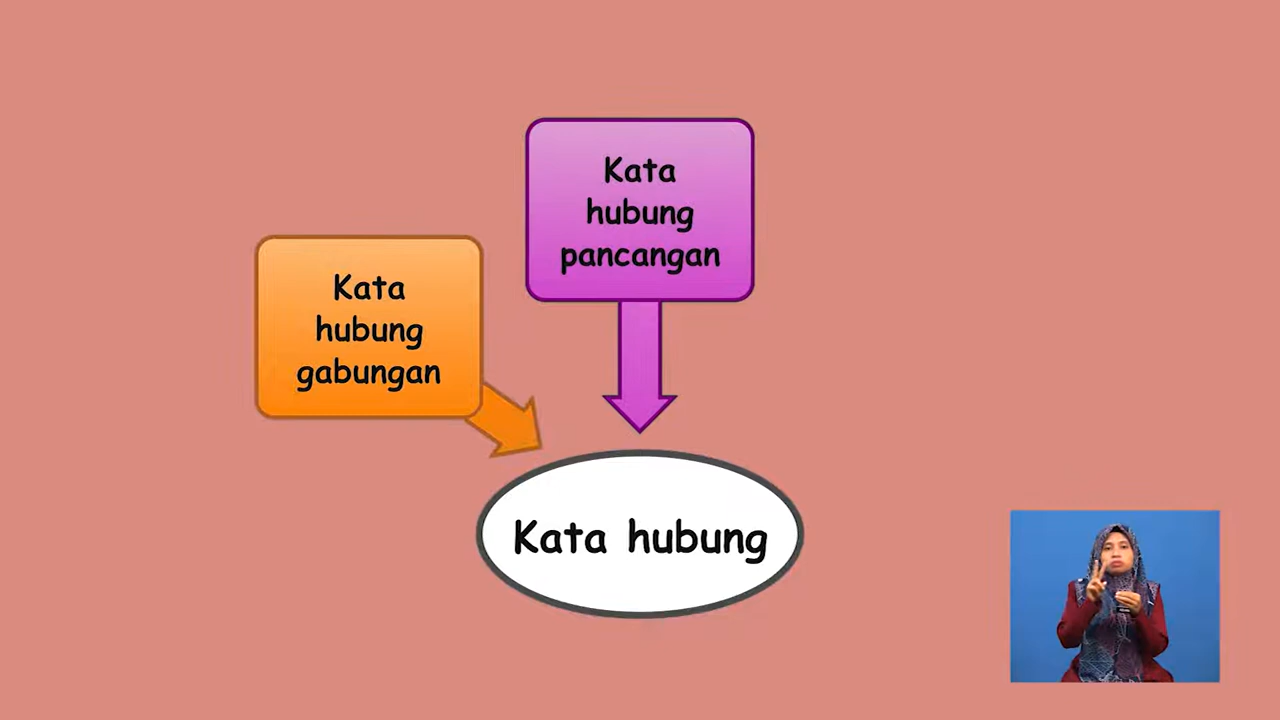 Kata
hubung
pancangan
Kata
hubung
gabungan
Kata hubung